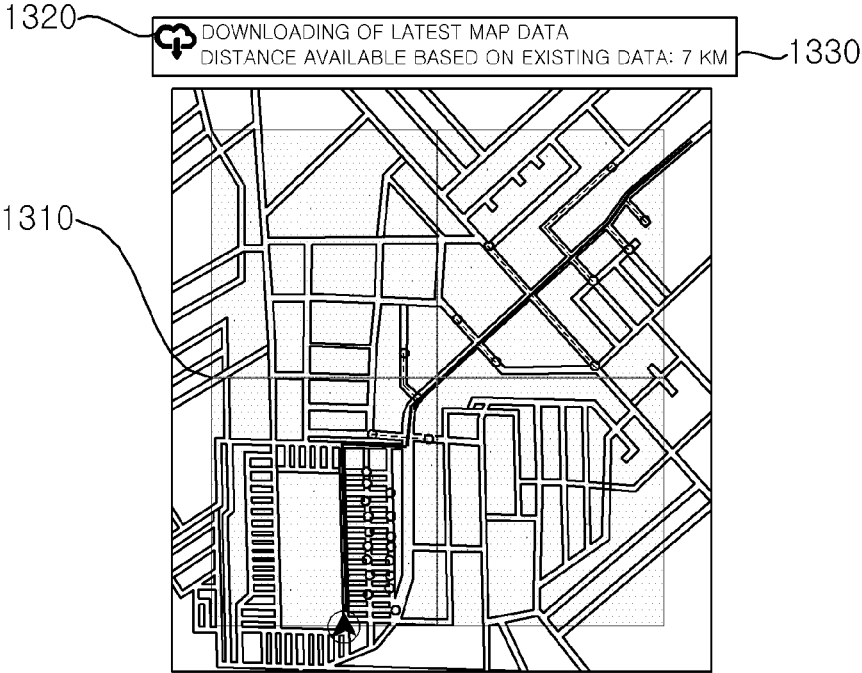 1320
DOWNLOADING OF LATEST MAP DATA
DISTANCE AVAILABLE BASED ON EXISTING DATA: 7 KM
1330
1310